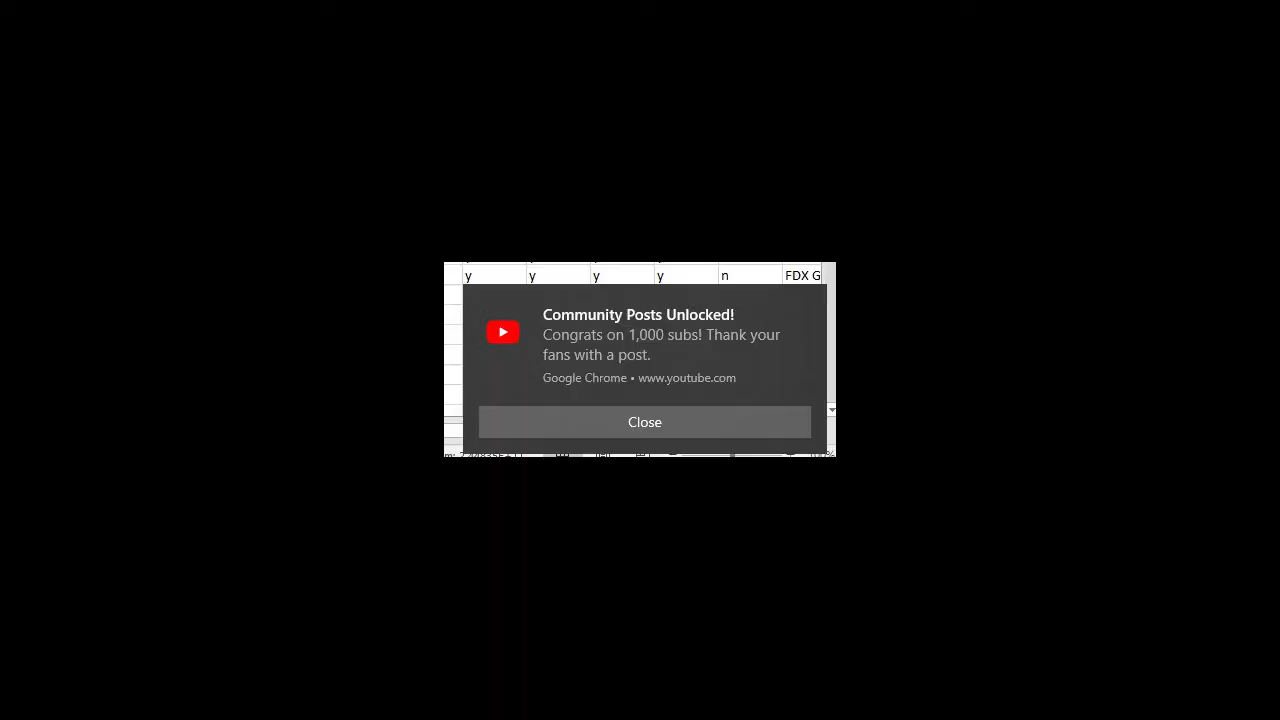 y y y y n FDX G
Community Posts Unlocked!
Congrats on 1,000 subs! Thank your
fans with a post.
Google Chrome • www.youtube.com
Close